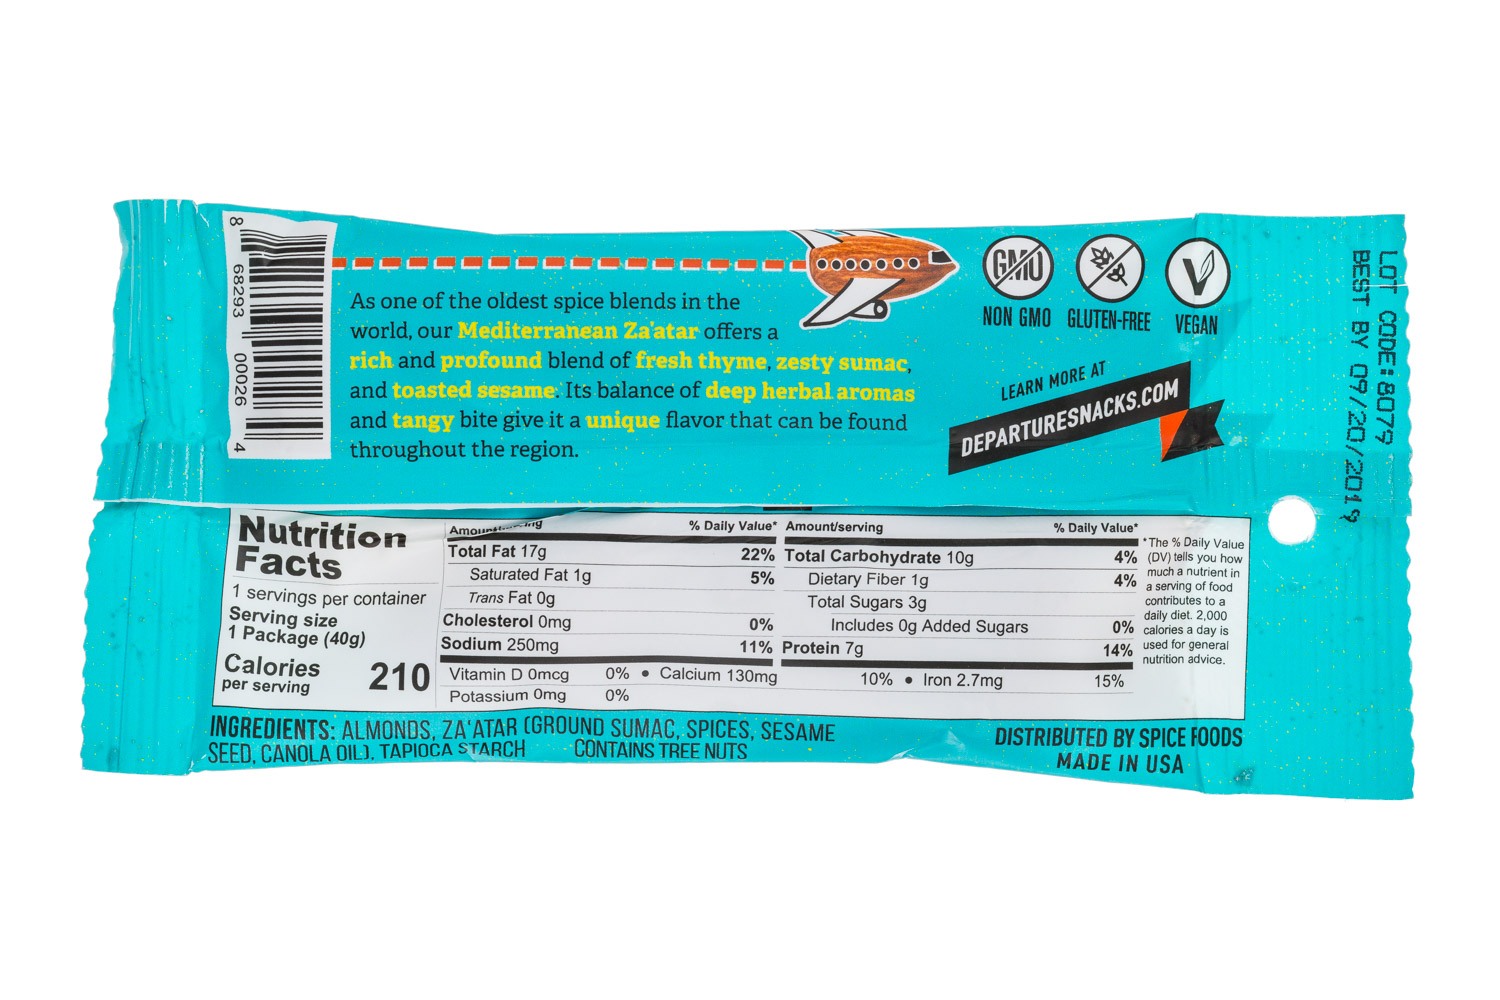 8 68293 00026 4
As one of the oldest spice blends in the
world, our Mediterranean Za'atar offers a
rich and profound blend of fresh thyme, zesty sumac,
and toasted sesame. Its balance of deep herbal aromas
and tangy bite give it a unique flavor that can be found
throughout the region.
GMO
NON GMO
GLUTEN-FREE
V
VEGAN
LEARN MORE AT
DEPARTURESNACKS.COM
LOT CODE:8079
BEST BY 09/20/2019
Nutrition
Facts
1 servings per container
Serving size
1 Package (40g)
Calories
per serving
210
% Daily Value*
Total Fat 17g 22%
Saturated Fat 1g 5%
Trans Fat 0g
Cholesterol 0mg 0%
Sodium 250mg 11%
Amount/serving % Daily Value*
Total Carbohydrate 10g 4%
Dietary Fiber 1g 4%
Total Sugars 3g
Includes 0g Added Sugars 0%
Protein 7g 14%
Vitamin D 0mcg 0% • Calcium 130mg 10% • Iron 2.7mg 15%
Potassium 0mg 0%
*The % Daily Value
(DV) tells you how
much a nutrient in
a serving of food
contributes to a
daily diet. 2,000
calories a day is
used for general
nutrition advice.
INGREDIENTS: ALMONDS, ZA'ATAR (GROUND SUMAC, SPICES, SESAME
SEED, CANOLA OIL), TAPIOCA STARCH CONTAINS TREE NUTS
DISTRIBUTED BY SPICE FOODS
MADE IN USA